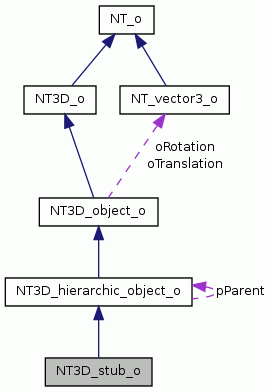 NT_o
NT3D_o
NT_vector3_o
oRotation
oTranslation
NT3D_object_o
NT3D_hierarchic_object_o
pParent
NT3D_stub_o